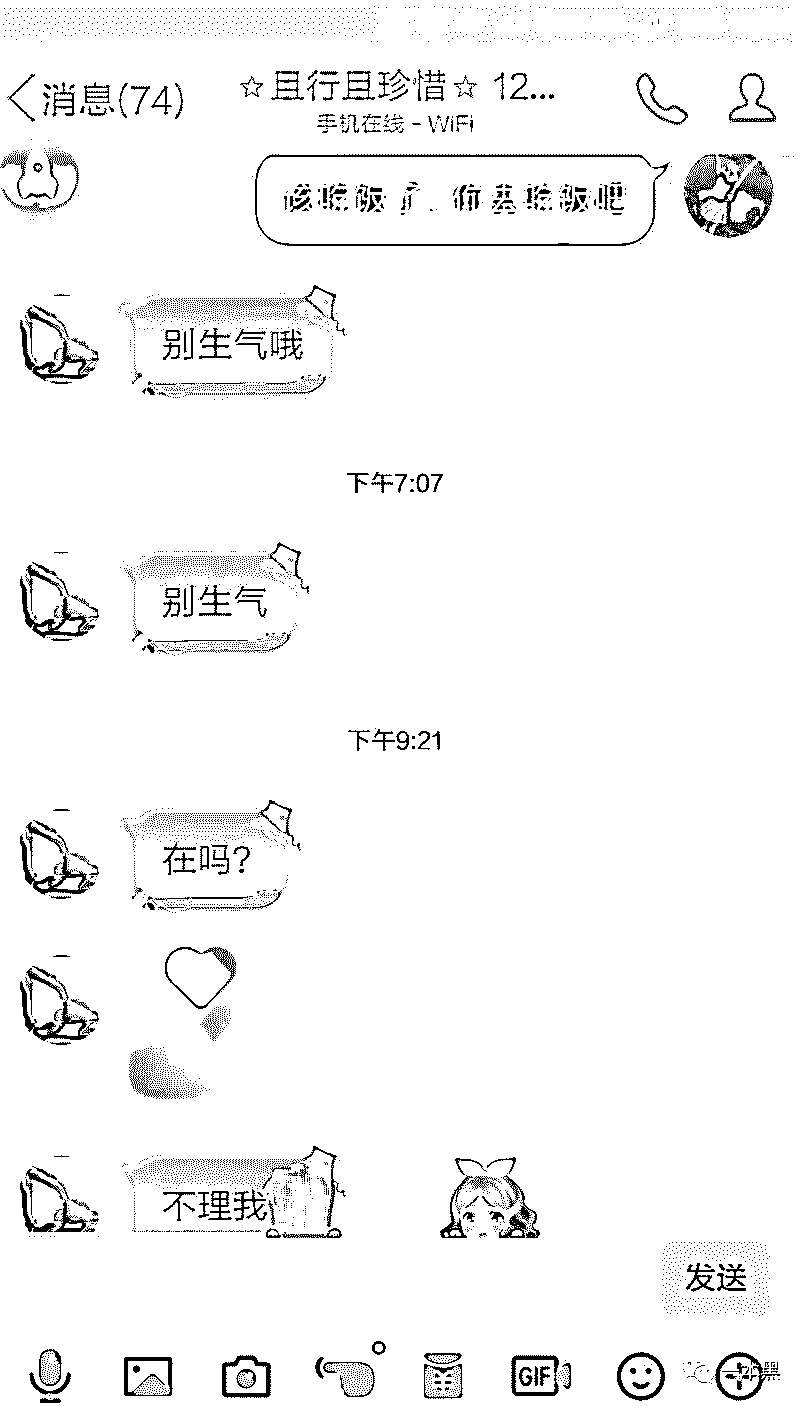 消息(74)
☆且行且珍惜☆ 12...
手机在线 - WiFi
该吃饭了，你去吃饭吧
别生气哦
下午7:07
别生气
下午9:21
在吗?
不理我
发送
GIF